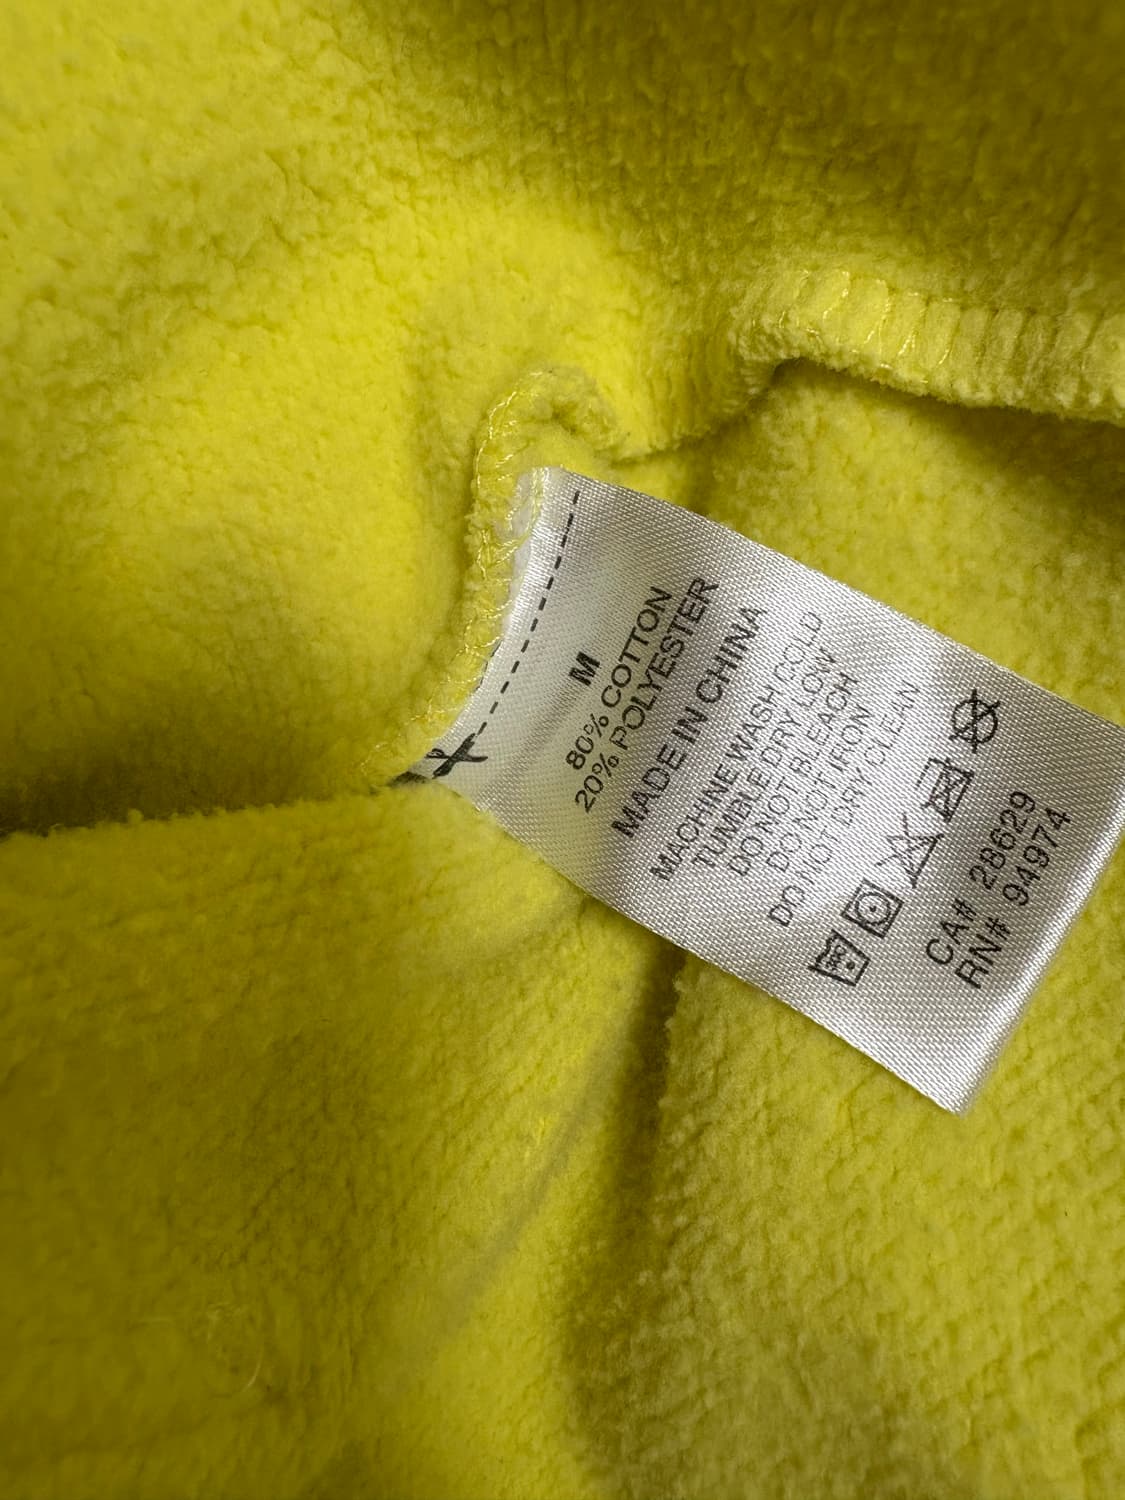 M
80% COTTON
20% POLYESTER
MADE IN CHINA
MACHINE WASH COLD
TUMBLE DRY LOW
DO NOT BLEACH
DO NOT IRON
DO NOT DRY CLEAN
CA# 28629
RN# 94974